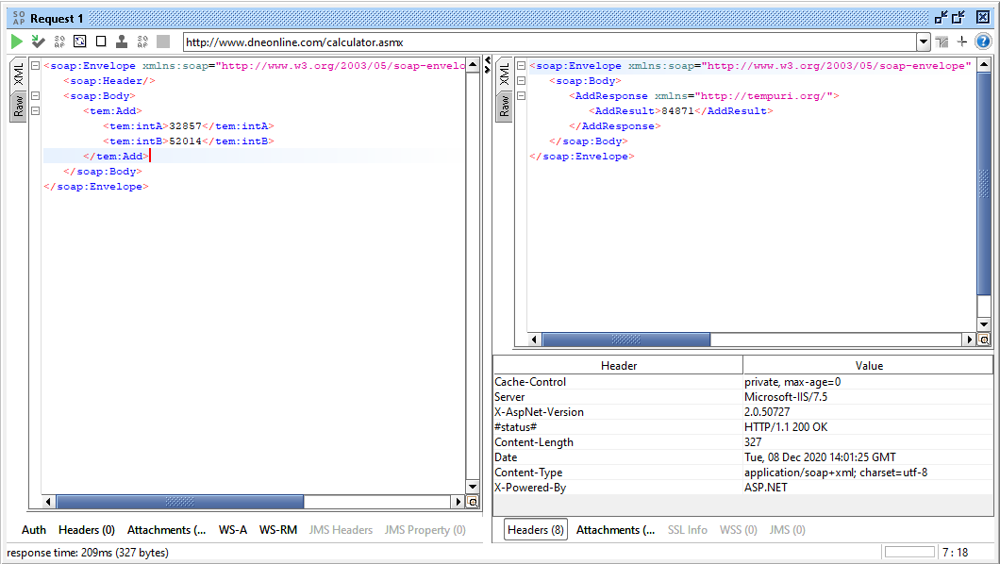 SO
AP
Request 1
http://www.dneonline.com/calculator.asmx
XML
Raw
<soap:Envelope xmlns:soap="http://www.w3.org/2003/05/soap-envelo
<soap:Header/>
<soap:Body>
<tem:Add>
<tem:intA>32857</tem:intA>
<tem:intB>52014</tem:intB>
</tem:Add>
</soap:Body>
</soap:Envelope>
Auth Headers (0) Attachments (... WS-A WS-RM JMS Headers JMS Property (0)
XML
Raw
<soap:Envelope xmlns:soap="http://www.w3.org/2003/05/soap-envelope"
<soap:Body>
<AddResponse xmlns="http://tempuri.org/">
<AddResult>84871</AddResult>
</AddResponse>
</soap:Body>
</soap:Envelope>
Header Value
Cache-Control private, max-age=0
Server Microsoft-IIS/7.5
X-AspNet-Version 2.0.50727
#status# HTTP/1.1 200 OK
Content-Length 327
Date Tue, 08 Dec 2020 14:01:25 GMT
Content-Type application/soap+xml; charset=utf-8
X-Powered-By ASP.NET
Headers (8) Attachments (... SSL Info WSS (0) JMS (0)
response time: 209ms (327 bytes)
7 : 18